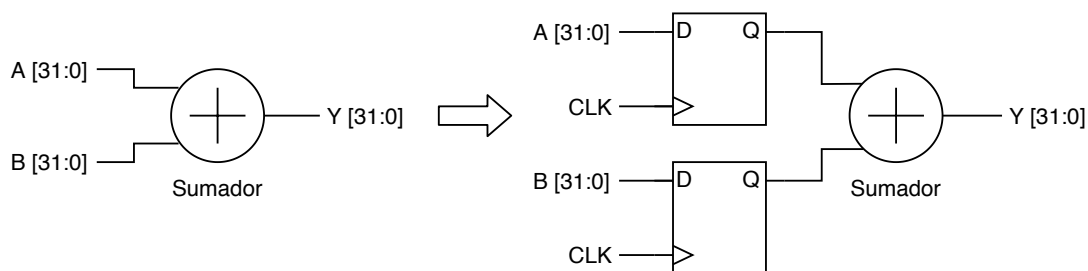 A [31:0]
B [31:0]
Y [31:0]
Sumador
A [31:0]
D Q
CLK
B [31:0]
D Q
CLK
Y [31:0]
Sumador